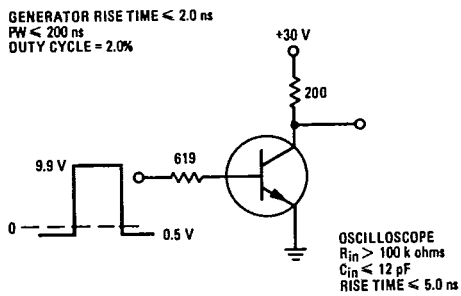 GENERATOR RISE TIME ≤ 2.0 ns
PW ≤ 200 ns
DUTY CYCLE = 2.0%
+30 V
200
9.9 V
619
0
0.5 V
OSCILLOSCOPE
Rin > 100 k ohms
Cin ≤ 12 pF
RISE TIME ≤ 5.0 ns